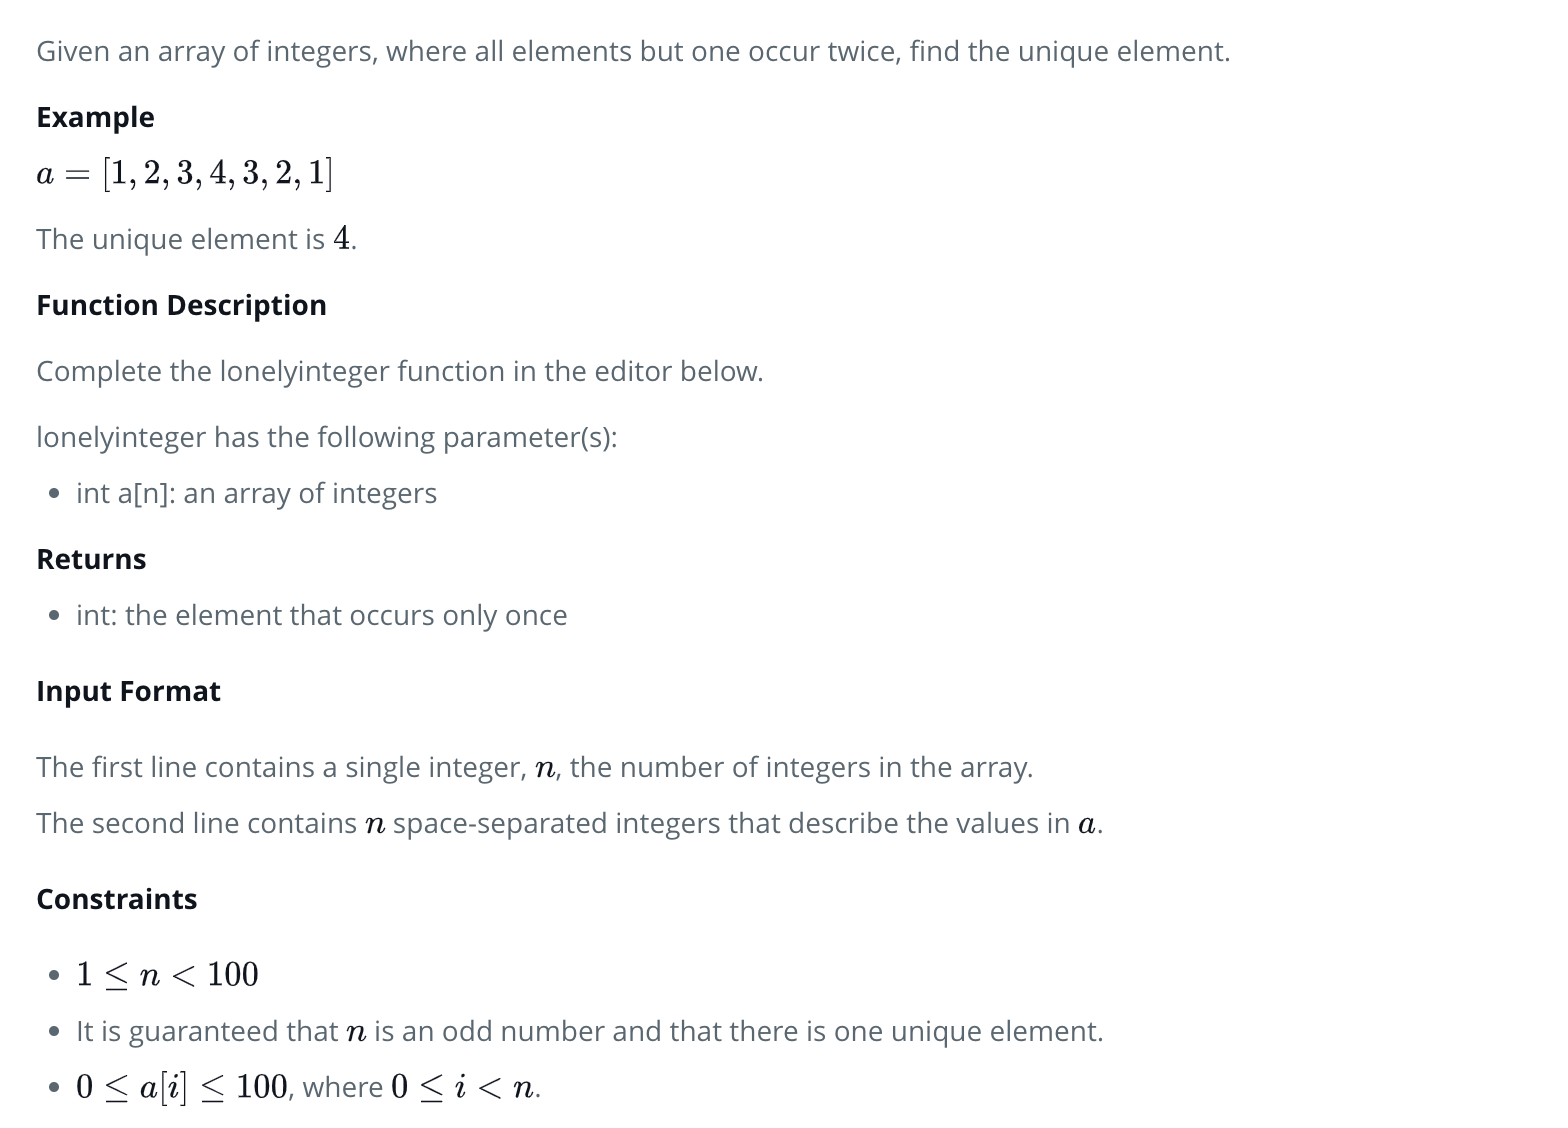 Given an array of integers, where all elements but one occur twice, find the unique element.
Example
a = [1, 2, 3, 4, 3, 2, 1]
The unique element is 4.
Function Description
Complete the lonelyinteger function in the editor below.
lonelyinteger has the following parameter(s):
• int a[n]: an array of integers
Returns
• int: the element that occurs only once
Input Format
The first line contains a single integer, n, the number of integers in the array.
The second line contains n space-separated integers that describe the values in a.
Constraints
• 1 ≤ n < 100
• It is guaranteed that n is an odd number and that there is one unique element.
• 0 ≤ a[i] ≤ 100, where 0 ≤ i < n.